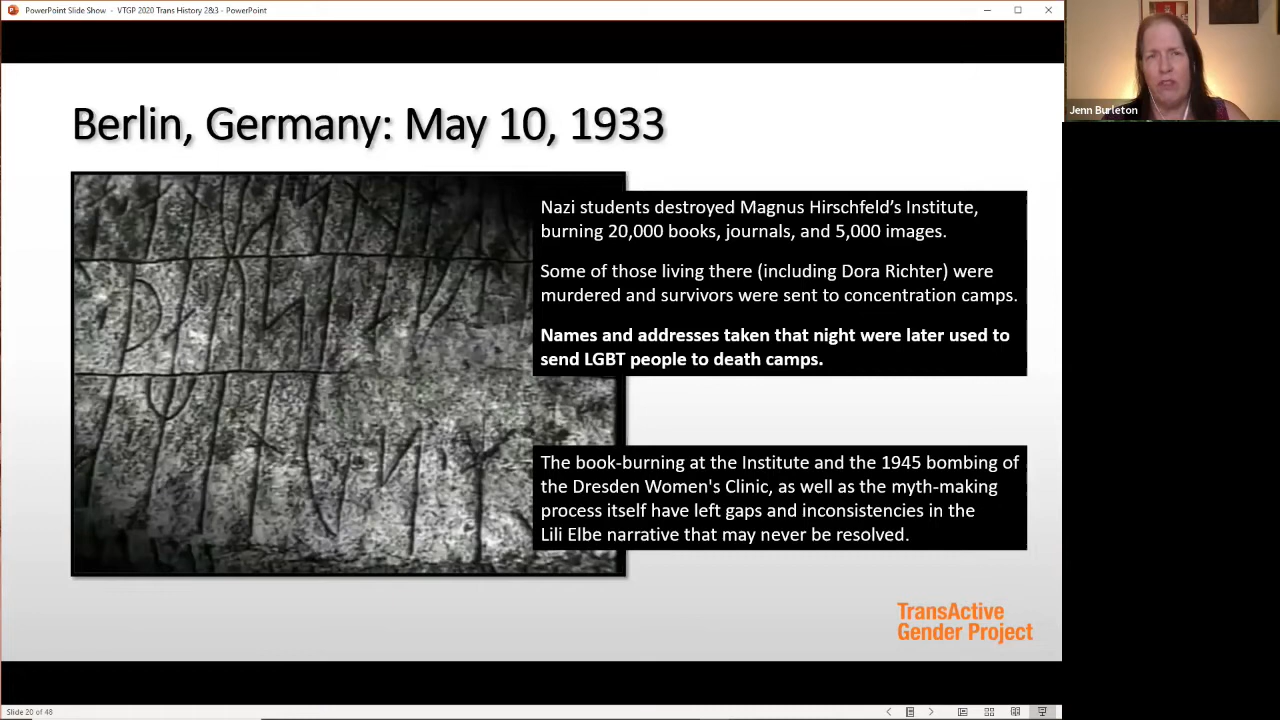 PowerPoint Slide Show - VTGP 2020 Trans History 2&3 - PowerPoint
Jenn Burleton
Berlin, Germany: May 10, 1933
Nazi students destroyed Magnus Hirschfeld’s Institute,
burning 20,000 books, journals, and 5,000 images.
Some of those living there (including Dora Richter) were
murdered and survivors were sent to concentration camps.
Names and addresses taken that night were later used to
send LGBT people to death camps.
The book-burning at the Institute and the 1945 bombing of
the Dresden Women's Clinic, as well as the myth-making
process itself have left gaps and inconsistencies in the
Lili Elbe narrative that may never be resolved.
TransActive
Gender Project
Slide 20 of 48